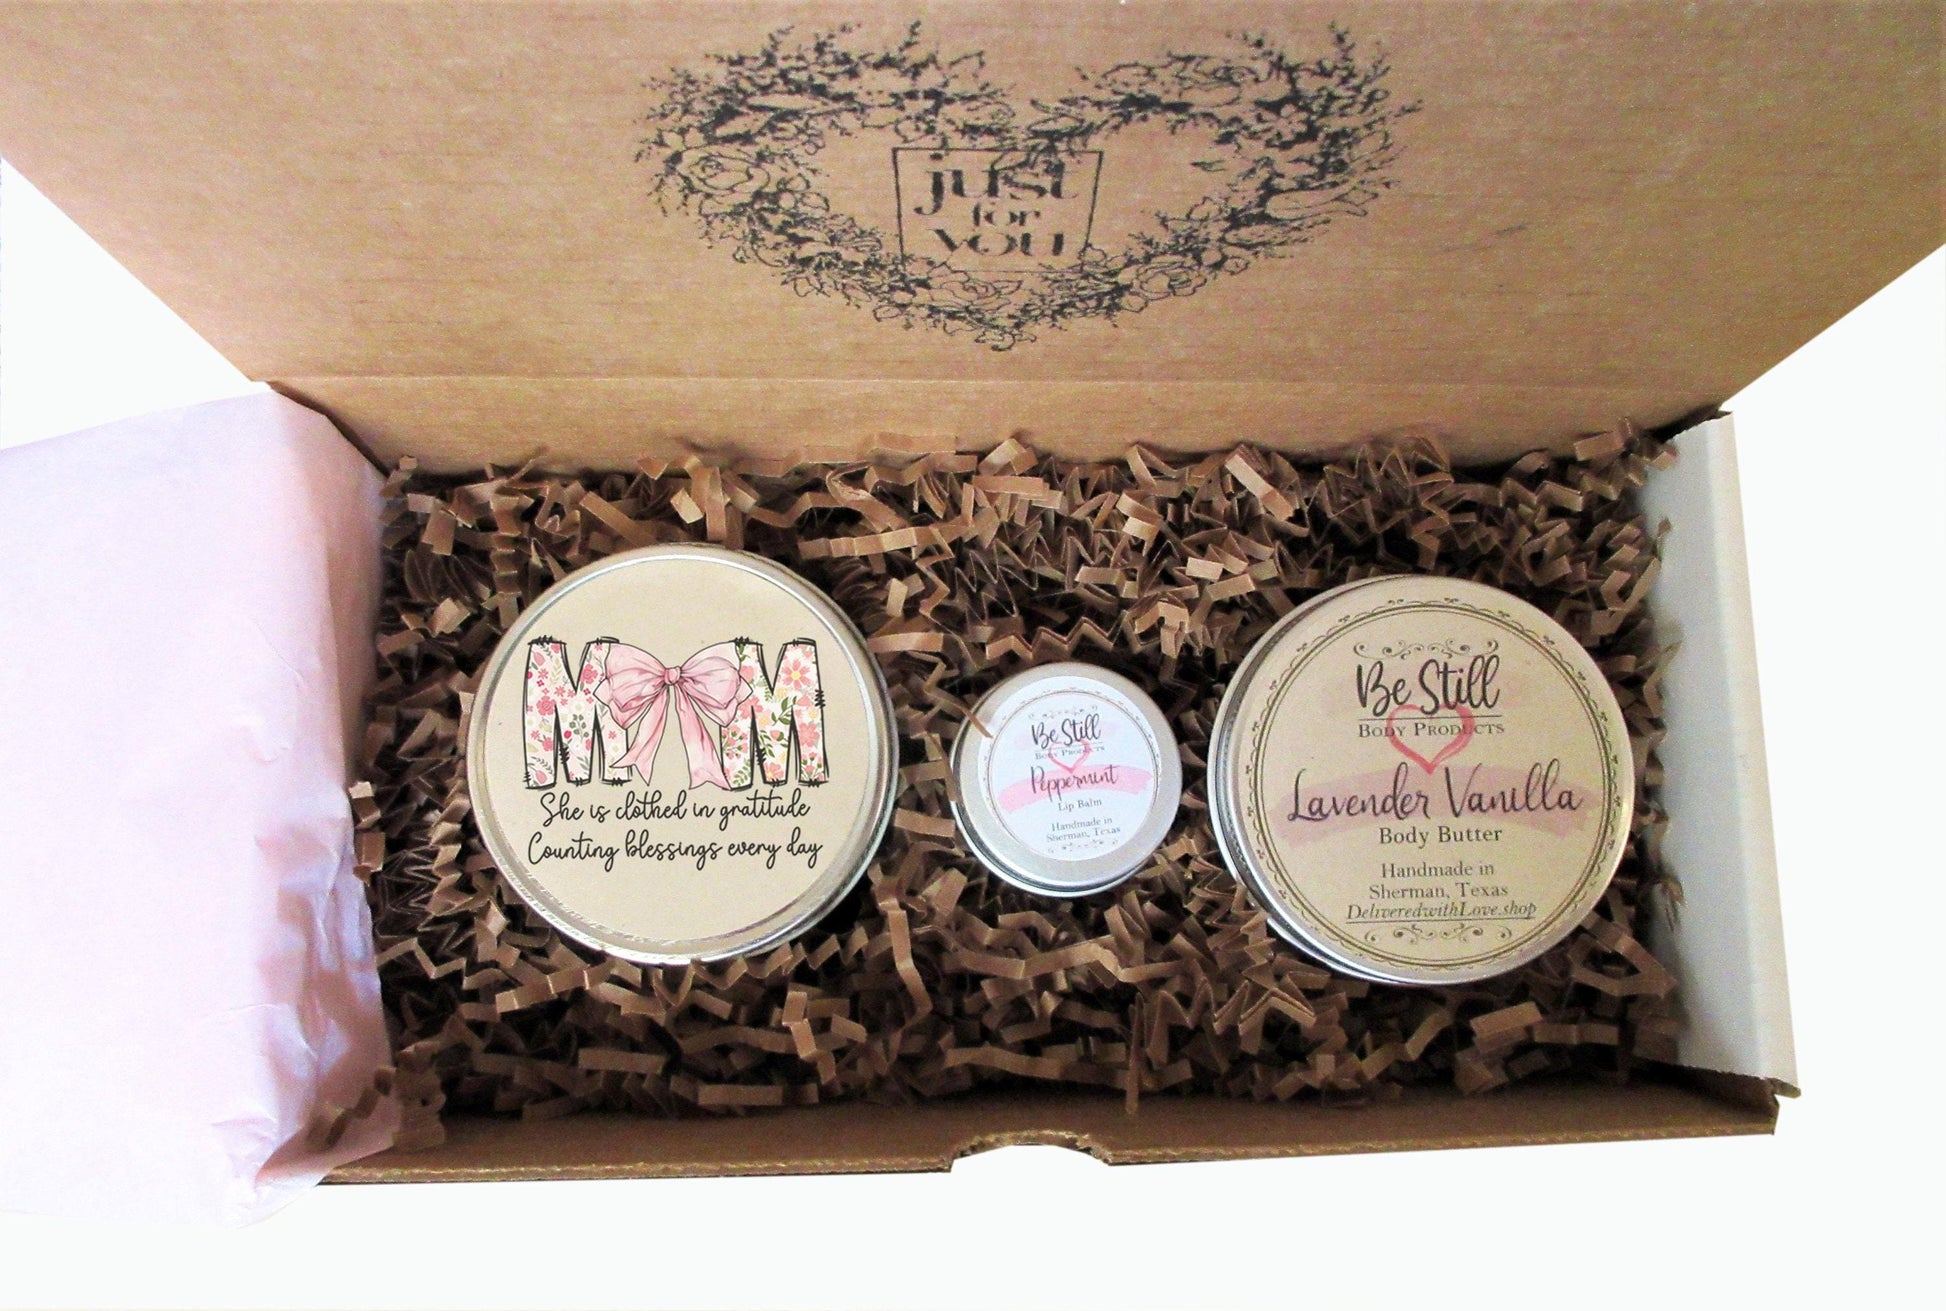 just
for
you
MOM
She is clothed in gratitude
Counting blessings every day
Be Still
Body Products
Peppermint
Lip Balm
Handmade in
Sherman, Texas
Be Still
Body Products
Lavender Vanilla
Body Butter
Handmade in
Sherman, Texas
DeliveredwithLove.shop